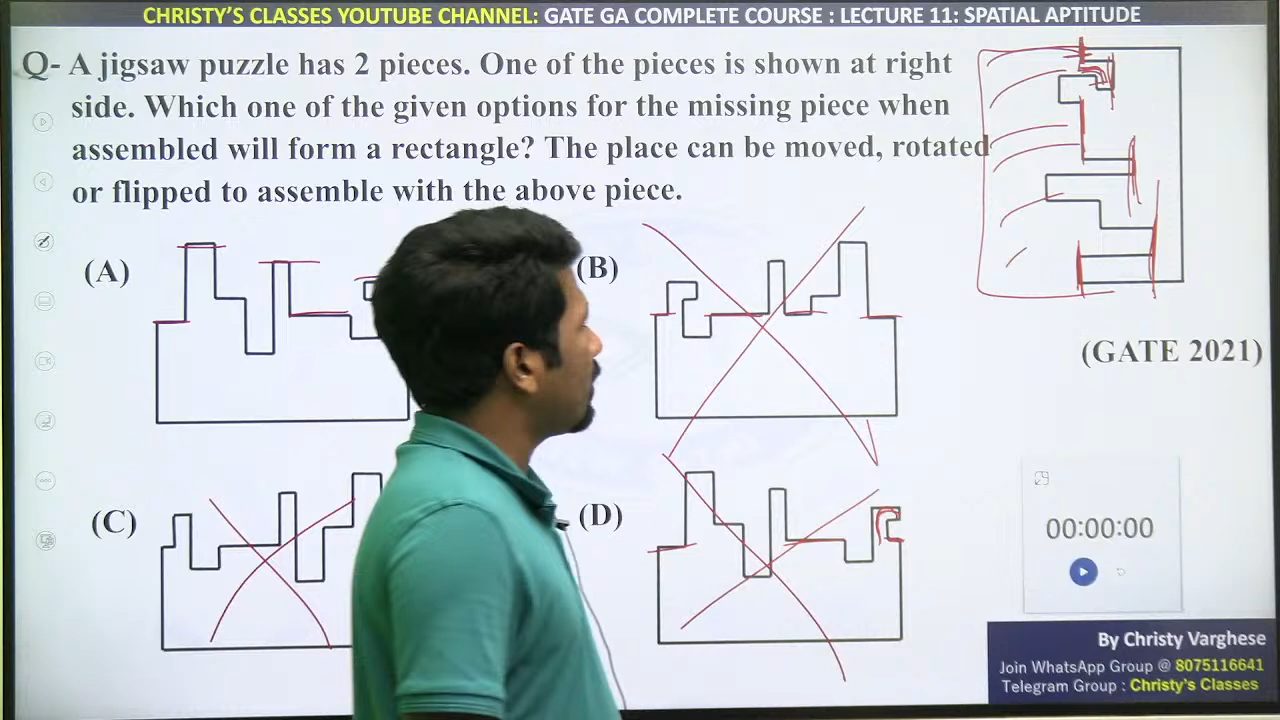 CHRISTY'S CLASSES YOUTUBE CHANNEL: GATE GA COMPLETE COURSE : LECTURE 11: SPATIAL APTITUDE
Q- A jigsaw puzzle has 2 pieces. One of the pieces is shown at right
side. Which one of the given options for the missing piece when
assembled will form a rectangle? The place can be moved, rotated
or flipped to assemble with the above piece.
(A)
(B)
(GATE 2021)
(C)
(D)
00:00:00
By Christy Varghese
Join WhatsApp Group @ 8075116641
Telegram Group : Christy's Classes